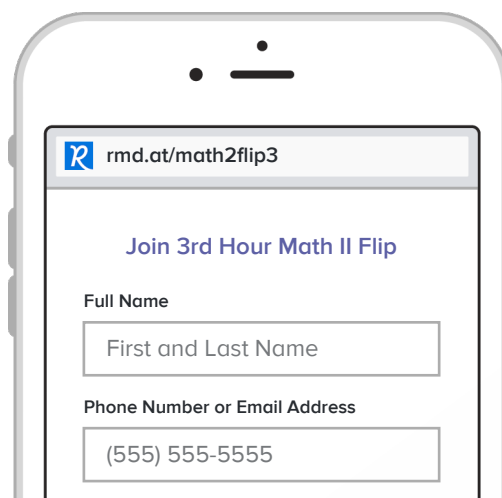 rmd.at/math2flip3
Join 3rd Hour Math II Flip
Full Name
First and Last Name
Phone Number or Email Address
(555) 555-5555